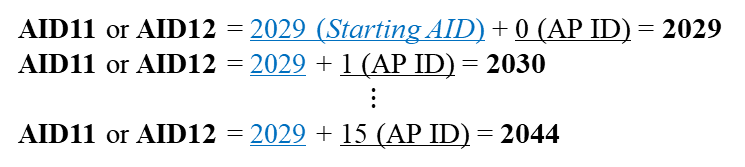 AID11 or AID12 = 2029 (Starting AID) + 0 (AP ID) = 2029
AID11 or AID12 = 2029 + 1 (AP ID) = 2030
⋮
AID11 or AID12 = 2029 + 15 (AP ID) = 2044